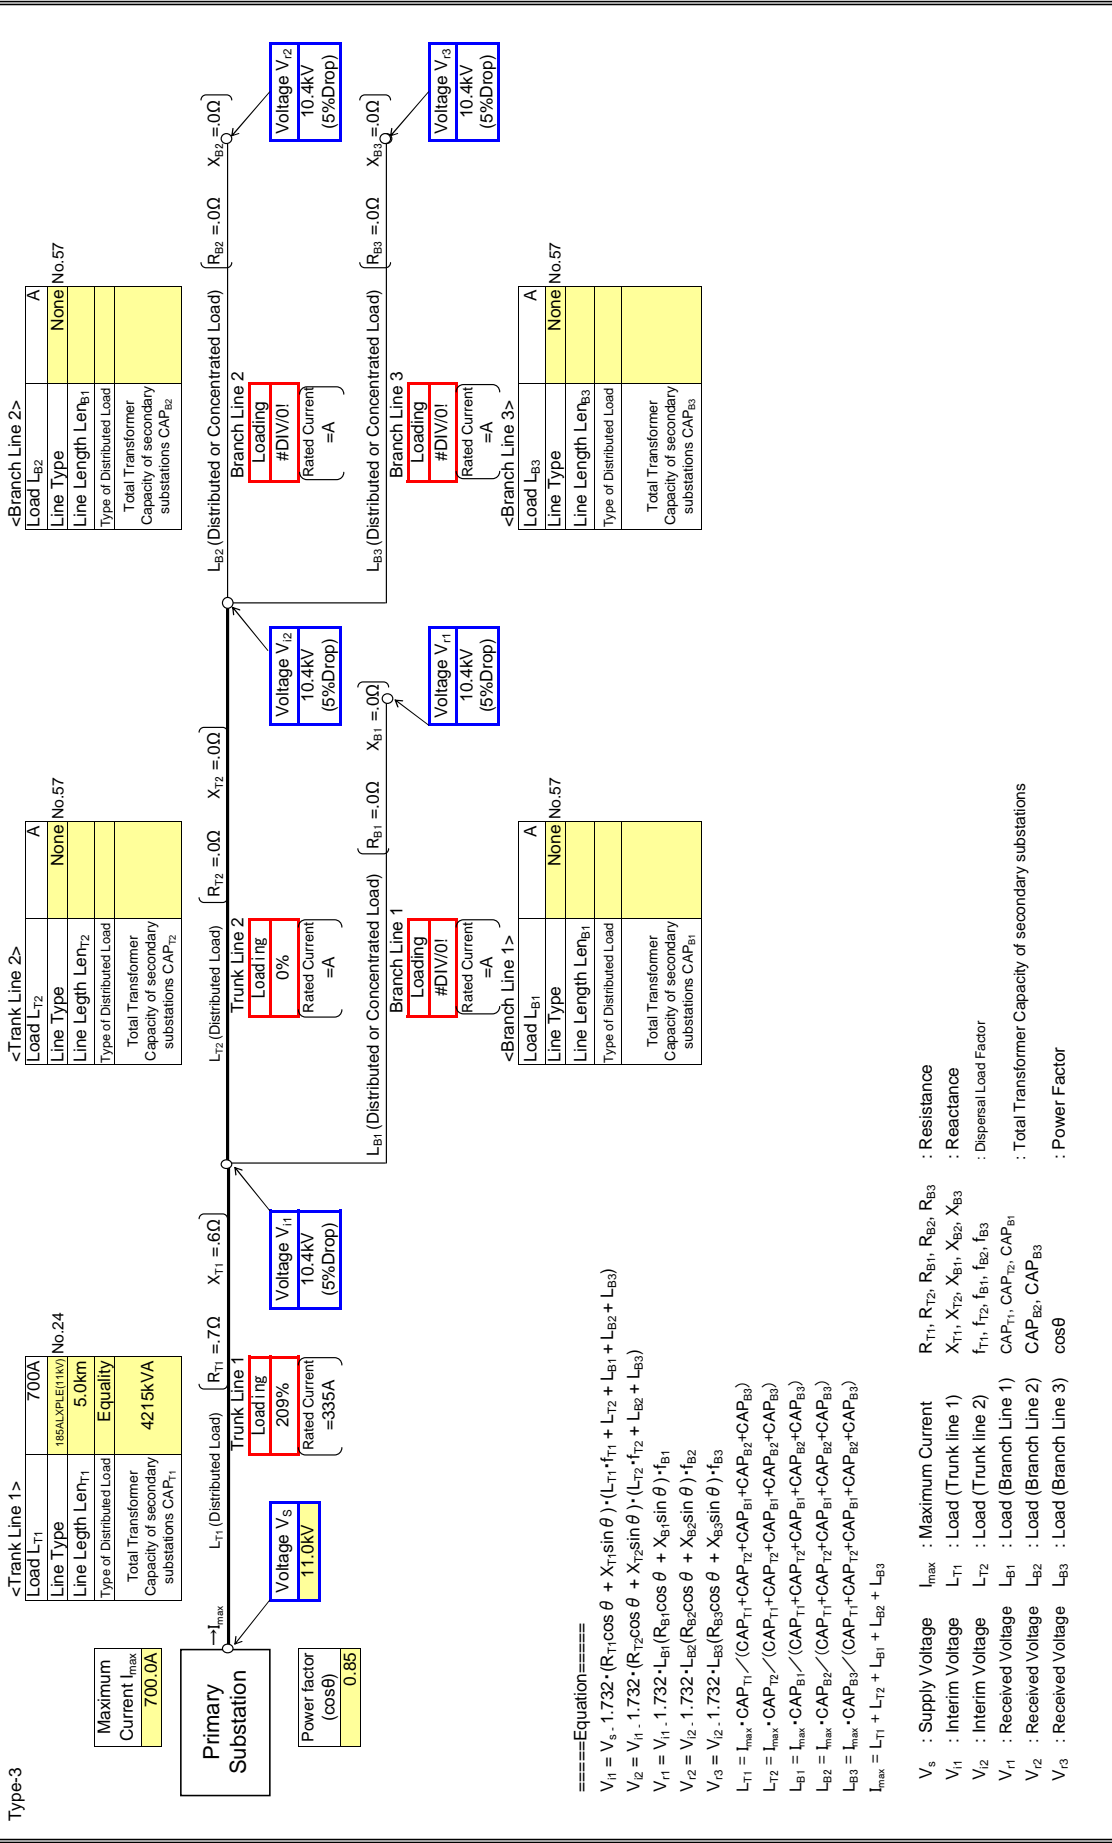 Type-3
Maximum
Current Imax
700.0A
Primary
Substation
Power factor
(cosθ)
0.85
→Imax
Voltage VS
11.0kV
<Trank Line 1>
Load LT1 700A
Line Type 185ALXPLE(11kV) No.24
Line Legth LenT1 5.0km
Type of Distributed Load Equality
Total Transformer
Capacity of secondary
substations CAPT1
4215kVA
LT1 (Distributed Load) RT1 =.7Ω XT1 =.6Ω
Trunk Line 1
Loading
209%
Rated Current
=335A
Voltage Vi1
10.4kV
(5%Drop)
<Trank Line 2>
Load LT2 A
Line Type None No.57
Line Length LenT2
Type of Distributed Load
Total Transformer
Capacity of secondary
substations CAPT2
LT2 (Distributed Load) RT2 =.0Ω XT2 =.0Ω
Trunk Line 2
Loading
0%
Rated Current
=A
Voltage Vi2
10.4kV
(5%Drop)
LB1 (Distributed or Concentrated Load) RB1 =.0Ω XB1 =.0Ω
Branch Line 1
Loading
#DIV/0!
Rated Current
=A
Voltage Vr1
10.4kV
(5%Drop)
<Branch Line 1>
Load LB1 A
Line Type None No.57
Line Length LenB1
Type of Distributed Load
Total Transformer
Capacity of secondary
substations CAPB1
<Branch Line 2>
Load LB2 A
Line Type None No.57
Line Length LenB1
Type of Distributed Load
Total Transformer
Capacity of secondary
substations CAPB2
LB2 (Distributed or Concentrated Load) RB2 =.0Ω XB2 =.0Ω
Branch Line 2
Loading
#DIV/0!
Rated Current
=A
Voltage Vr2
10.4kV
(5%Drop)
LB3 (Distributed or Concentrated Load) RB3 =.0Ω XB3 =.0Ω
Branch Line 3
Loading
#DIV/0!
Rated Current
=A
Voltage Vr3
10.4kV
(5%Drop)
<Branch Line 3>
Load LB3 A
Line Type None No.57
Line Length LenB3
Type of Distributed Load
Total Transformer
Capacity of secondary
substations CAPB3
=====Equation=====
Vi1 = Vs - 1.732・(RT1cosθ + XT1sinθ)・(LT1・fT1 + LT2 + LB1 + LB2 + LB3)
Vi2 = Vi1 - 1.732・(RT2cosθ + XT2sinθ)・(LT2・fT2 + LB2 + LB3)
Vr1 = Vi1 - 1.732・LB1(RB1cosθ + XB1sinθ)・fB1
Vr2 = Vi2 - 1.732・LB2(RB2cosθ + XB2sinθ)・fB2
Vr3 = Vi2 - 1.732・LB3(RB3cosθ + XB3sinθ)・fB3
LT1 = Imax・CAPT1／(CAPT1+CAPT2+CAPB1+CAPB2+CAPB3)
LT2 = Imax・CAPT2／(CAPT1+CAPT2+CAPB1+CAPB2+CAPB3)
LB1 = Imax・CAPB1／(CAPT1+CAPT2+CAPB1+CAPB2+CAPB3)
LB2 = Imax・CAPB2／(CAPT1+CAPT2+CAPB1+CAPB2+CAPB3)
LB3 = Imax・CAPB3／(CAPT1+CAPT2+CAPB1+CAPB2+CAPB3)
Imax = LT1 + LT2 + LB1 + LB2 + LB3
Vs : Supply Voltage Imax : Maximum Current RT1, RT2, RB1, RB2, RB3 : Resistance
Vi1 : Interim Voltage LT1 : Load (Trunk line 1) XT1, XT2, XB1, XB2, XB3 : Reactance
Vi2 : Interim Voltage LT2 : Load (Trunk line 2) fT1, fT2, fB1, fB2, fB3 : Dispersal Load Factor
Vr1 : Received Voltage LB1 : Load (Branch Line 1) CAPT1, CAPT2, CAPB1 : Total Transformer Capacity of secondary substations
Vr2 : Received Voltage LB2 : Load (Branch Line 2) CAPB2, CAPB3
Vr3 : Received Voltage LB3 : Load (Branch Line 3) cosθ : Power Factor